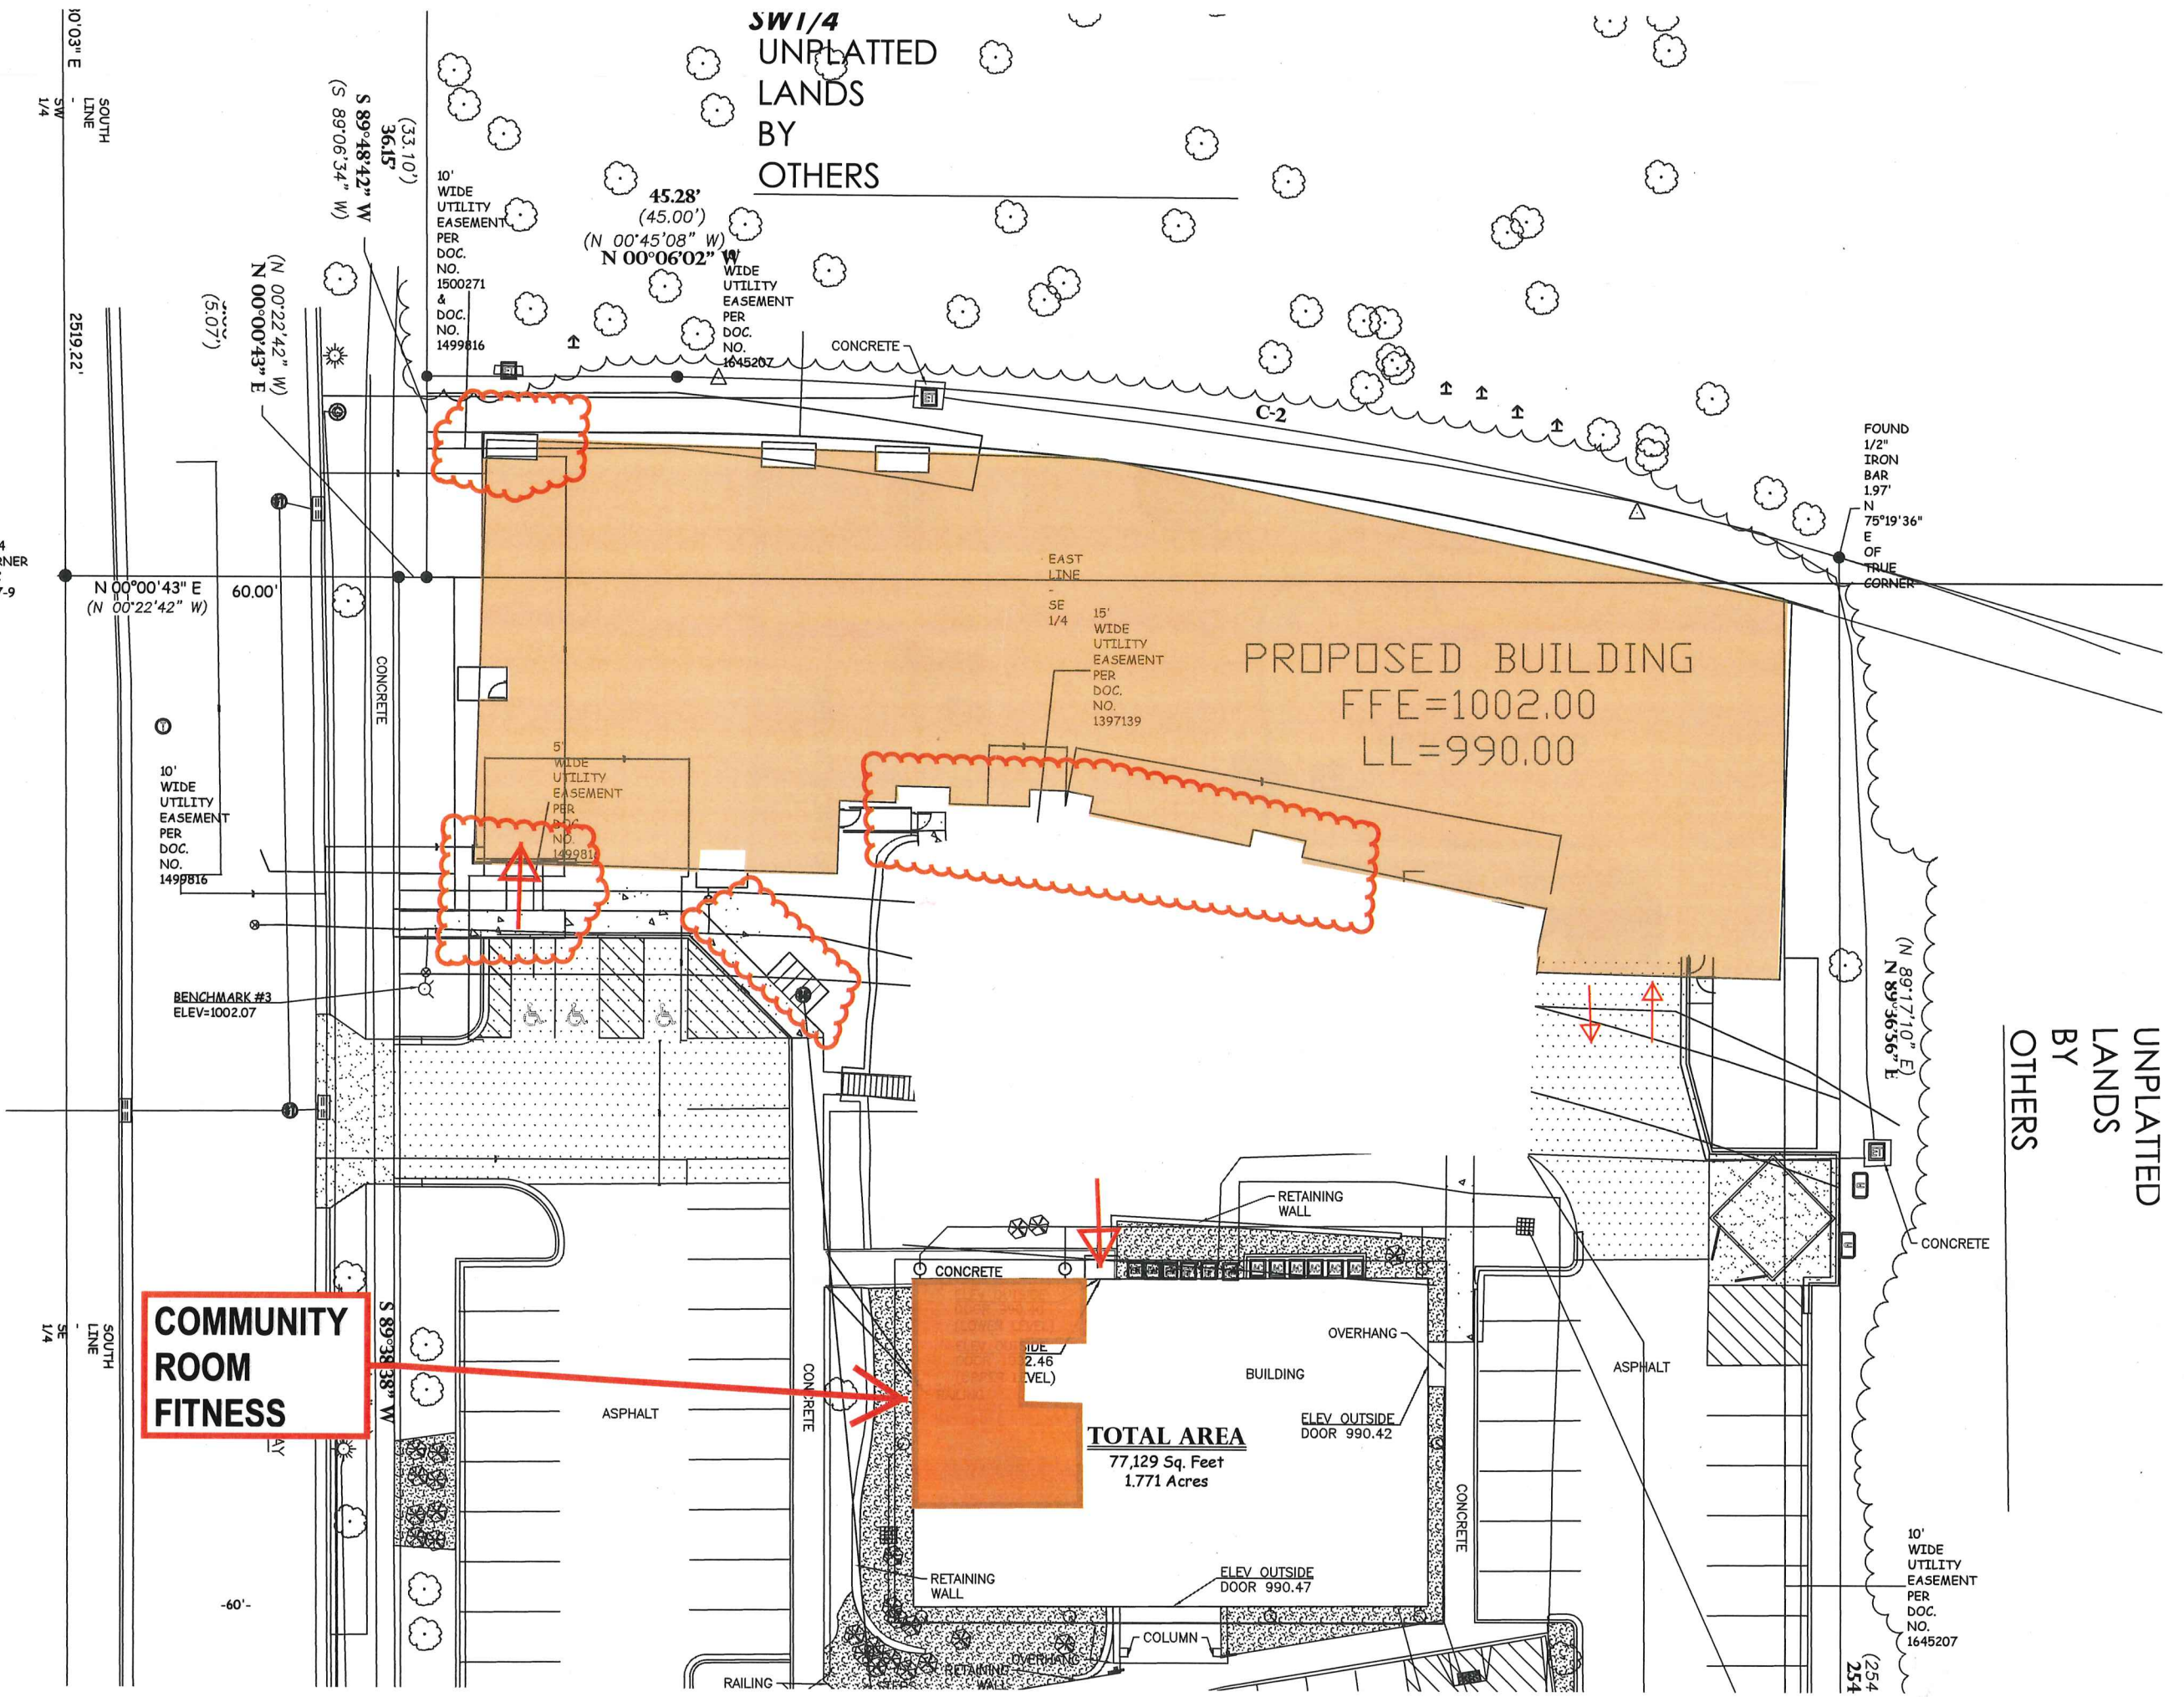 SW1/4
UNPLATTED
LANDS
BY
OTHERS
SOUTH
LINE
-
SW
1/4
2519.22'
(33.10')
36.15'
S 89°48'42" W
(S 89°06'34" W)
10'
WIDE
UTILITY
EASEMENT
PER
DOC.
NO.
1500271
&
DOC.
NO.
1499816
45.28'
(45.00')
(N 00°45'08" W)
N 00°06'02" W
WIDE
UTILITY
EASEMENT
PER
DOC.
NO.
1645207
CONCRETE
C-2
(N 00°22'42" W)
N 00°00'43" E
(5.07')
FOUND
1/2"
IRON
BAR
1.97'
N
75°19'36"
E
OF
TRUE
CORNER
N 00°00'43" E
(N 00°22'42" W)
60.00'
EAST
LINE
-
SE
1/4
15'
WIDE
UTILITY
EASEMENT
PER
DOC.
NO.
1397139
PROPOSED BUILDING
FFE=1002.00
LL=990.00
CONCRETE
5'
WIDE
UTILITY
EASEMENT
PER
DOC.
NO.
10'
WIDE
UTILITY
EASEMENT
PER
DOC.
NO.
1499816
BENCHMARK #3
ELEV=1002.07
(N 89°17'10" E)
N 89°36'56" E
UNPLATTED
LANDS
BY
OTHERS
RETAINING
WALL
CONCRETE
CONCRETE
COMMUNITY
ROOM
FITNESS
SOUTH
LINE
-
SE
1/4
S 89°38'38" W
CONCRETE
ASPHALT
OVERHANG
BUILDING
ELEV OUTSIDE
DOOR 990.42
ASPHALT
TOTAL AREA
77,129 Sq. Feet
1.771 Acres
CONCRETE
ELEV OUTSIDE
DOOR 990.47
RETAINING
WALL
-60'-
COLUMN
OVERHANG
RETAINING
WALL
RAILING
10'
WIDE
UTILITY
EASEMENT
PER
DOC.
NO.
1645207